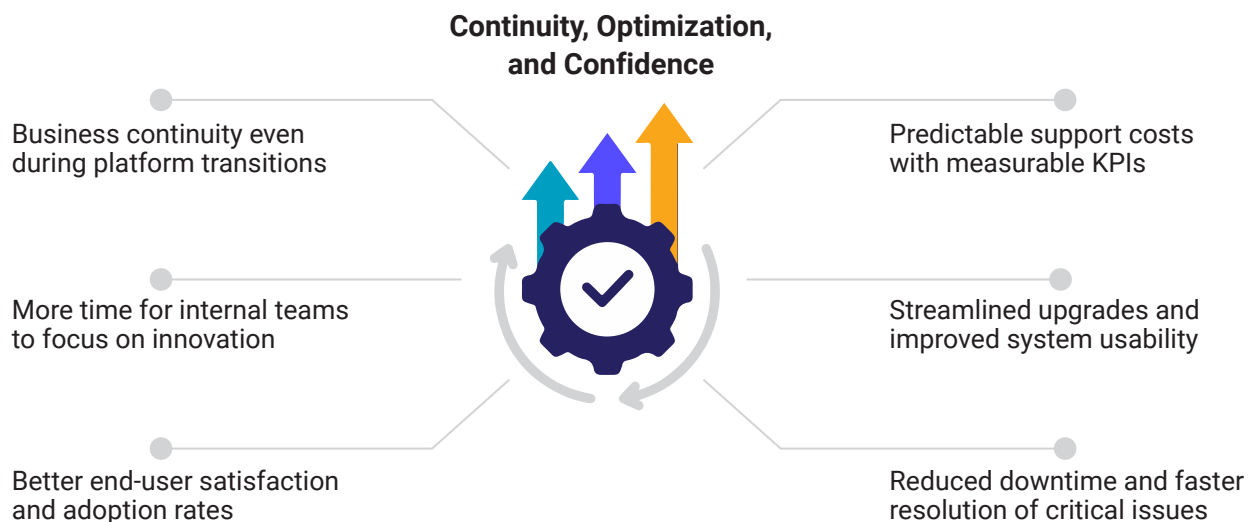 Continuity, Optimization,
and Confidence
Business continuity even
during platform transitions
More time for internal teams
to focus on innovation
Better end-user satisfaction
and adoption rates
Predictable support costs
with measurable KPIs
Streamlined upgrades and
improved system usability
Reduced downtime and faster
resolution of critical issues